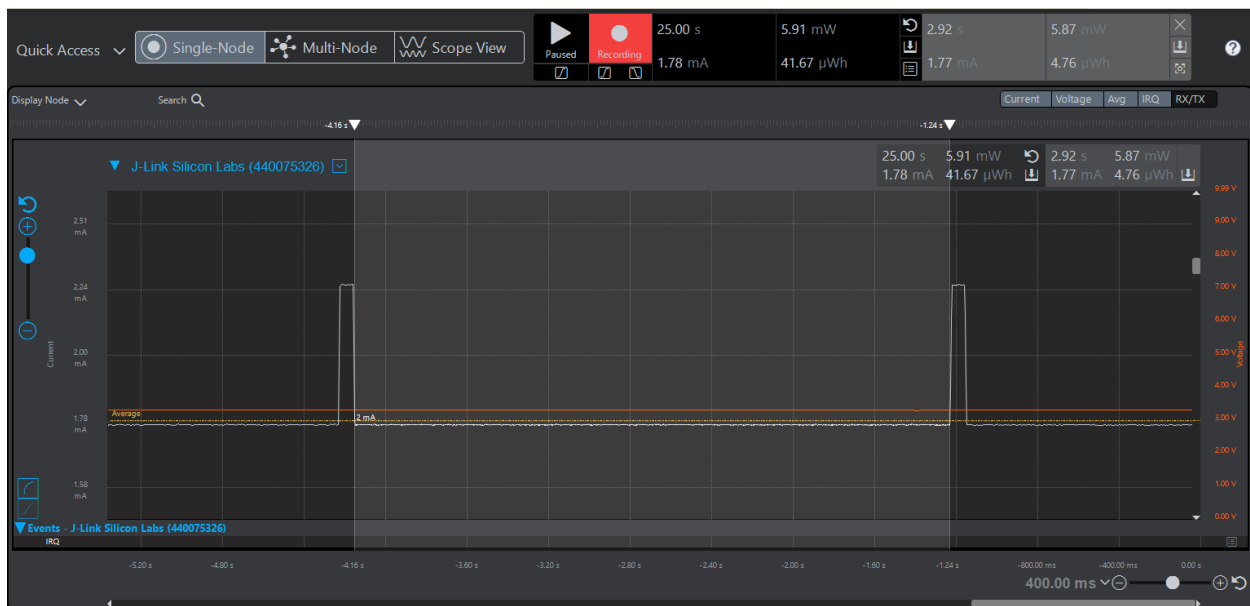 Quick Access
Single-Node
Multi-Node
Scope View
Paused
Recording
25.00 s
5.91 mW
1.78 mA
41.67 µWh
2.92 s
5.87 mW
1.77 mA
4.76 µWh
?
Display Node
Search
Current Voltage Avg IRQ RX/TX
-4.16 s
-1.24 s
J-Link Silicon Labs (440075326)
25.00 s 5.91 mW 2.92 s 5.87 mW
1.78 mA 41.67 µWh 1.77 mA 4.76 µWh
2.51 mA
2.24 mA
2.00 mA
1.78 mA
1.58 mA
Current
Average
2 mA
9.99 V
9.00 V
8.00 V
7.00 V
6.00 V
5.00 V
4.00 V
3.00 V
2.00 V
1.00 V
0.00 V
Voltage
Events - J-Link Silicon Labs (440075326)
IRQ
-5.20 s -4.80 s -4.16 s -3.60 s -3.20 s -2.80 s -2.40 s -2.00 s -1.60 s -1.24 s -800.00 ms -400.00 ms 0.00 s
400.00 ms